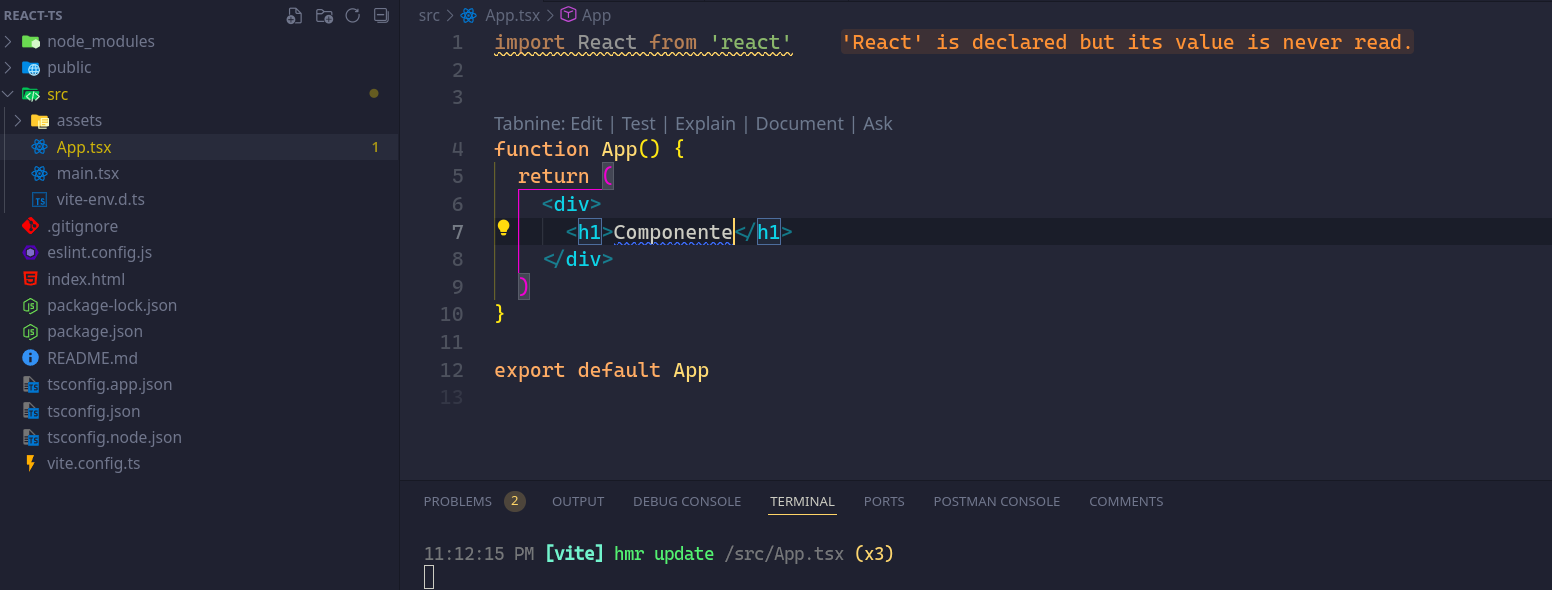 REACT-TS
node_modules
public
src
assets
App.tsx 1
main.tsx
vite-env.d.ts
.gitignore
eslint.config.js
index.html
package-lock.json
package.json
README.md
tsconfig.app.json
tsconfig.json
tsconfig.node.json
vite.config.ts
src > App.tsx > App
1 import React from 'react' 'React' is declared but its value is never read.
2
3
Tabnine: Edit | Test | Explain | Document | Ask
4 function App() {
5 return (
6 <div>
7 <h1>Componente</h1>
8 </div>
9 )
10 }
11
12 export default App
13
PROBLEMS 2 OUTPUT DEBUG CONSOLE TERMINAL PORTS POSTMAN CONSOLE COMMENTS
11:12:15 PM [vite] hmr update /src/App.tsx (x3)